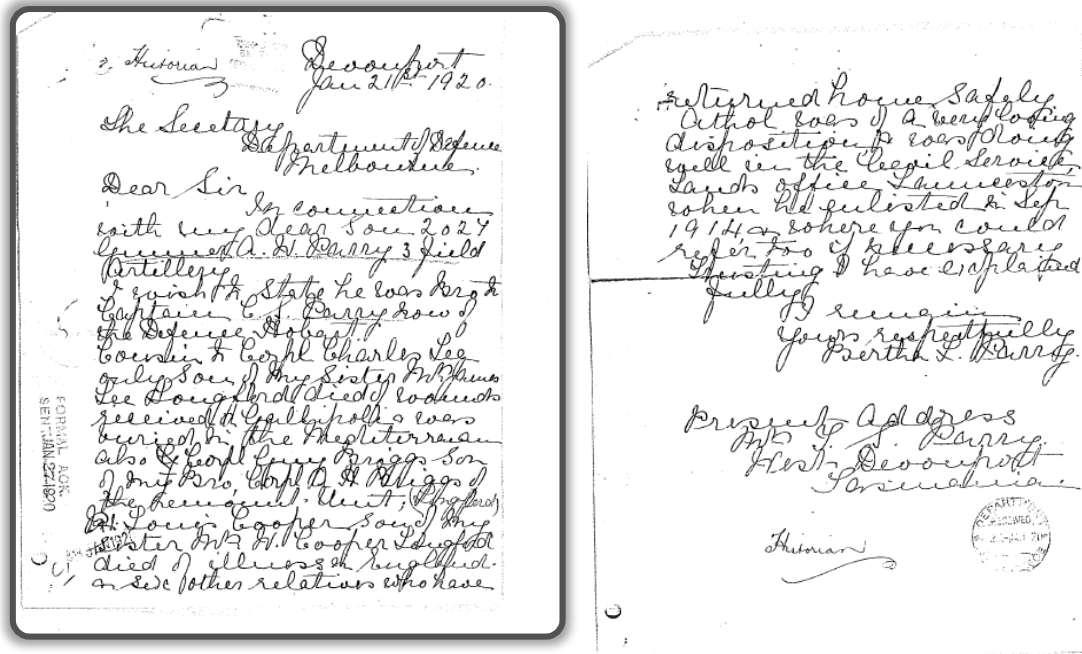 Historian
Devonport
Jan 21st 1920.
The Secetary
Department of Defence
Melbourne.
Dear Sir
In connection
with my dear son 2027
Gunner A. H. Parry 3 field
Artillery
I wish to state he was Bro to
Captain C. J. Parry now of
the Defence Hobart
Cousin to Corpl Charles Lee
only son of my sister Mrs James
Lee Longford died of wounds
received at Gallipoli & was
buried in the Mediterranian
also to Corpl Briggs son
of my Bro, Corpl A H Briggs of
the Remount Unit, (Longford)
Louis Cooper son of my
sister Mrs W. Cooper Longford
died of illness in England.
& six other relatives who have
FORMAL ACK.
SENT JAN 27 1920
returned home safely
Athol was of a very loving
disposition & was doing
well in the Cevil Service
Lands office Launceston
when he enlisted in Sep
1914, & where you could
refer too if necessary
Trusting I have explained
fully
I remain
Yours respectfully
Bertha L. Parry.
Present Address
Mrs T. J. Parry.
West Devonport
Tasmania
Historian
RECEIVED